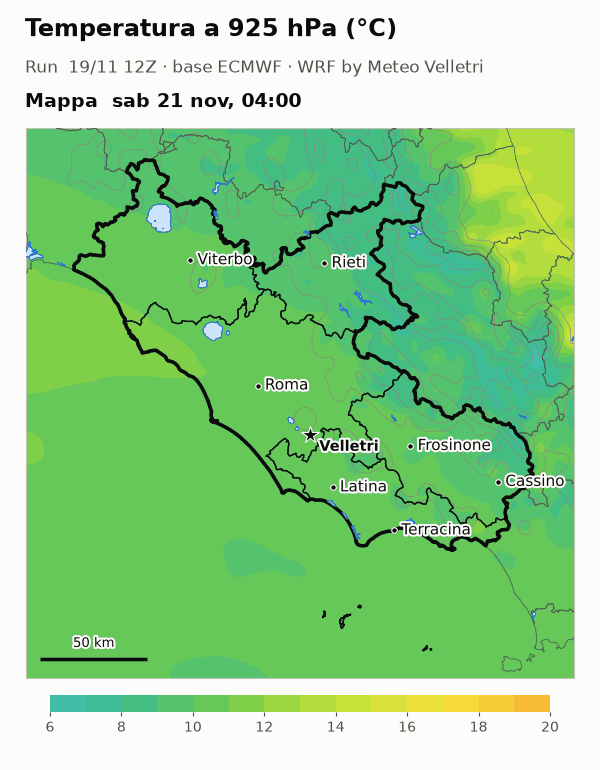 Temperatura a 925 hPa (°C)
Run  19/11 12Z · base ECMWF · WRF by Meteo Velletri
Mappa  sab 21 nov, 04:00
Viterbo
Rieti
Roma
Velletri
Frosinone
Latina
Cassino
Terracina
50 km
6 8 10 12 14 16 18 20